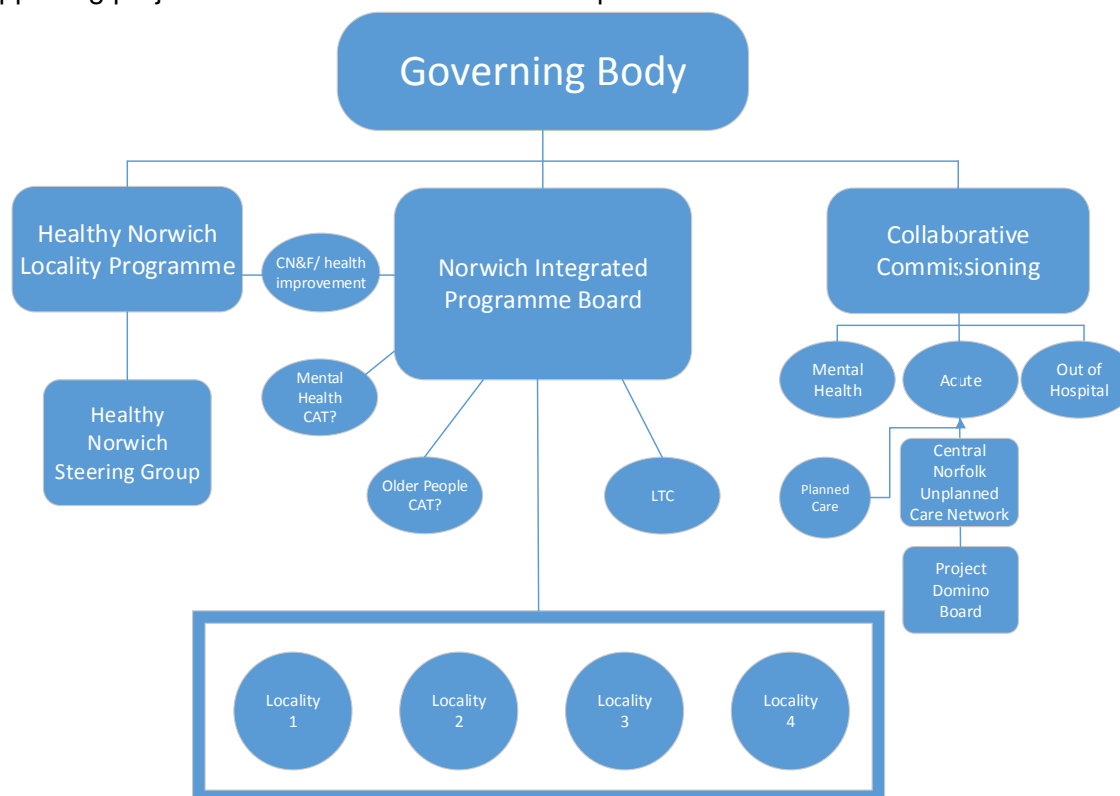 Governing Body
Healthy Norwich
Locality Programme
CN&F/ health
improvement
Norwich Integrated
Programme Board
Collaborative
Commissioning
Mental
Health
CAT?
Mental
Health
Acute
Out of
Hospital
Healthy
Norwich
Steering Group
Older People
CAT?
LTC
Planned
Care
Central
Norfolk
Unplanned
Care Network
Project
Domino
Board
Locality
1
Locality
2
Locality
3
Locality
4